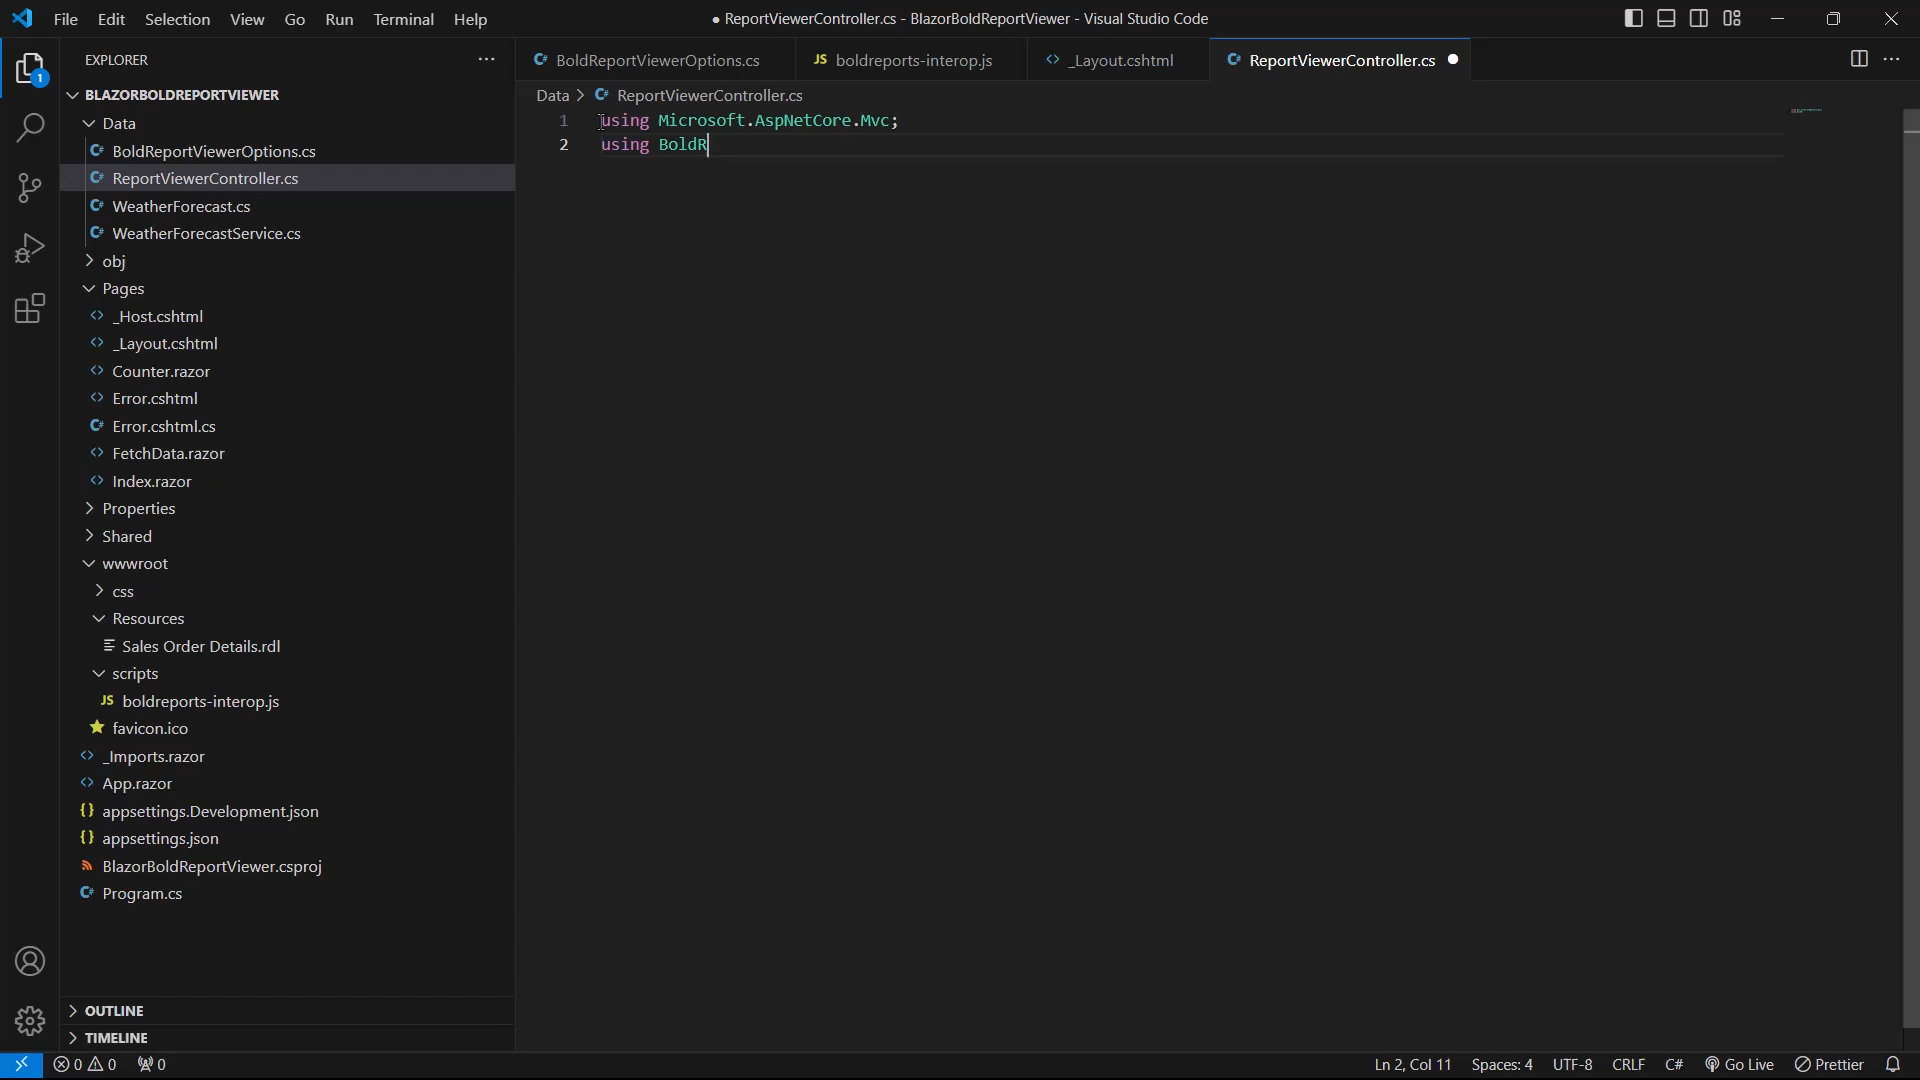 File Edit Selection View Go Run Terminal Help
● ReportViewerController.cs - BlazorBoldReportViewer - Visual Studio Code
EXPLORER
BLAZORBOLDREPORTVIEWER
Data
BoldReportViewerOptions.cs
ReportViewerController.cs
WeatherForecast.cs
WeatherForecastService.cs
obj
Pages
_Host.cshtml
_Layout.cshtml
Counter.razor
Error.cshtml
Error.cshtml.cs
FetchData.razor
Index.razor
Properties
Shared
wwwroot
css
Resources
Sales Order Details.rdl
scripts
JS boldreports-interop.js
favicon.ico
_Imports.razor
App.razor
{} appsettings.Development.json
{} appsettings.json
BlazorBoldReportViewer.csproj
Program.cs
OUTLINE
TIMELINE
1
C# BoldReportViewerOptions.cs JS boldreports-interop.js <> _Layout.cshtml C# ReportViewerController.cs ●
Data > C# ReportViewerController.cs
1 using Microsoft.AspNetCore.Mvc;
2 using BoldR
0 0 0
Ln 2, Col 11 Spaces: 4 UTF-8 CRLF C# Go Live Prettier